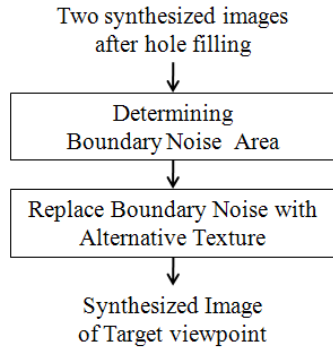 Two synthesized images
after hole filling
Determining
Boundary Noise Area
Replace Boundary Noise with
Alternative Texture
Synthesized Image
of Target viewpoint